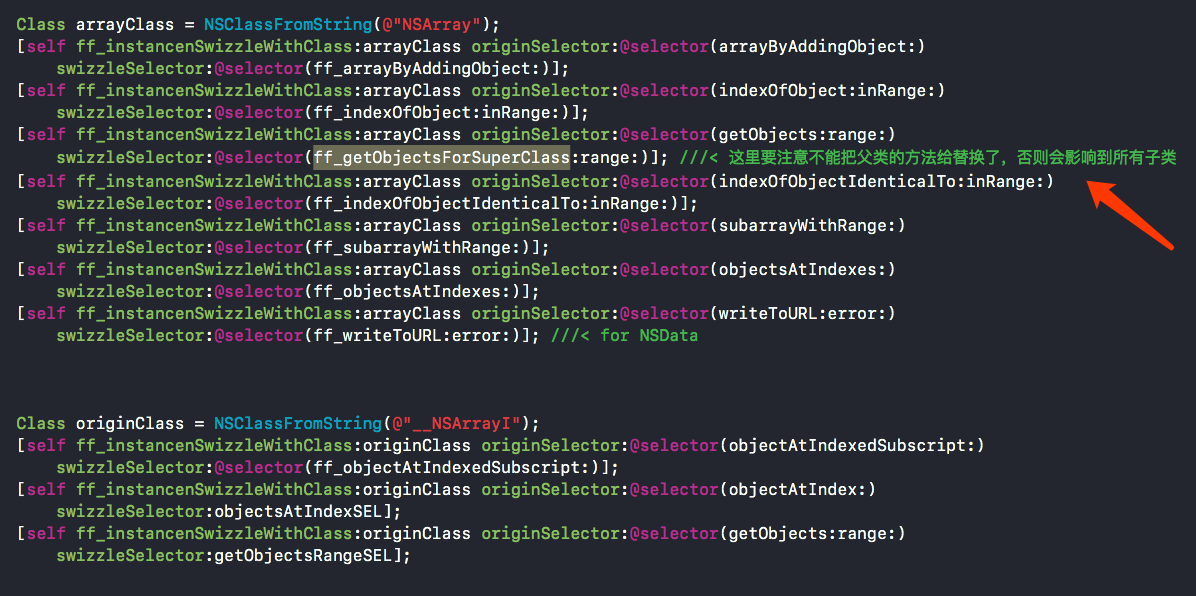 Class arrayClass = NSClassFromString(@"NSArray");
[self ff_instancenSwizzleWithClass:arrayClass originSelector:@selector(arrayByAddingObject:)
swizzleSelector:@selector(ff_arrayByAddingObject:)];
[self ff_instancenSwizzleWithClass:arrayClass originSelector:@selector(indexOfObject:inRange:)
swizzleSelector:@selector(ff_indexOfObject:inRange:)];
[self ff_instancenSwizzleWithClass:arrayClass originSelector:@selector(getObjects:range:)
swizzleSelector:@selector(ff_getObjectsForSuperClass:range:)]; ///< 这里要注意不能把父类的方法给替换了，否则会影响到所有子类
[self ff_instancenSwizzleWithClass:arrayClass originSelector:@selector(indexOfObjectIdenticalTo:inRange:)
swizzleSelector:@selector(ff_indexOfObjectIdenticalTo:inRange:)];
[self ff_instancenSwizzleWithClass:arrayClass originSelector:@selector(subarrayWithRange:)
swizzleSelector:@selector(ff_subarrayWithRange:)];
[self ff_instancenSwizzleWithClass:arrayClass originSelector:@selector(objectsAtIndexes:)
swizzleSelector:@selector(ff_objectsAtIndexes:)];
[self ff_instancenSwizzleWithClass:arrayClass originSelector:@selector(writeToURL:error:)
swizzleSelector:@selector(ff_writeToURL:error:)]; ///< for NSData
Class originClass = NSClassFromString(@"__NSArrayI");
[self ff_instancenSwizzleWithClass:originClass originSelector:@selector(objectAtIndexedSubscript:)
swizzleSelector:@selector(ff_objectAtIndexedSubscript:)];
[self ff_instancenSwizzleWithClass:originClass originSelector:@selector(objectAtIndex:)
swizzleSelector:objectsAtIndexSEL];
[self ff_instancenSwizzleWithClass:originClass originSelector:@selector(getObjects:range:)
swizzleSelector:getObjectsRangeSEL];